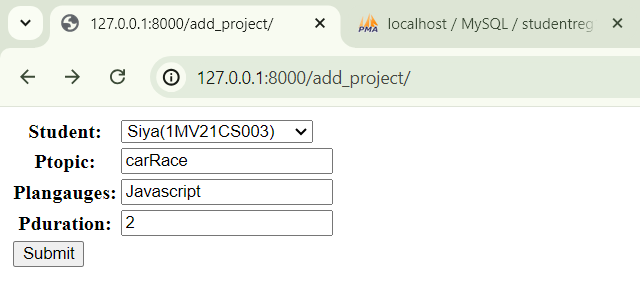 127.0.0.1:8000/add_project/
PMA localhost / MySQL / studentreg
127.0.0.1:8000/add_project/
Student: Siya(1MV21CS003)
Ptopic: carRace
Plangauges: Javascript
Pduration: 2
Submit